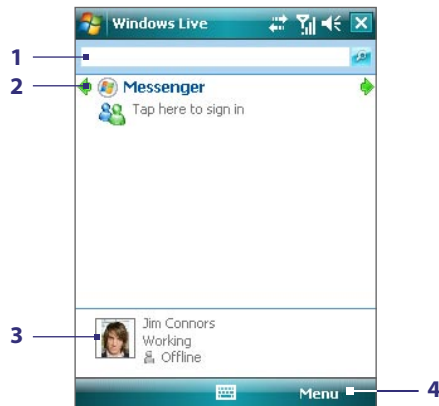 Windows Live
1
2
Messenger
Tap here to sign in
3
Jim Connors
Working
Offline
Menu
4